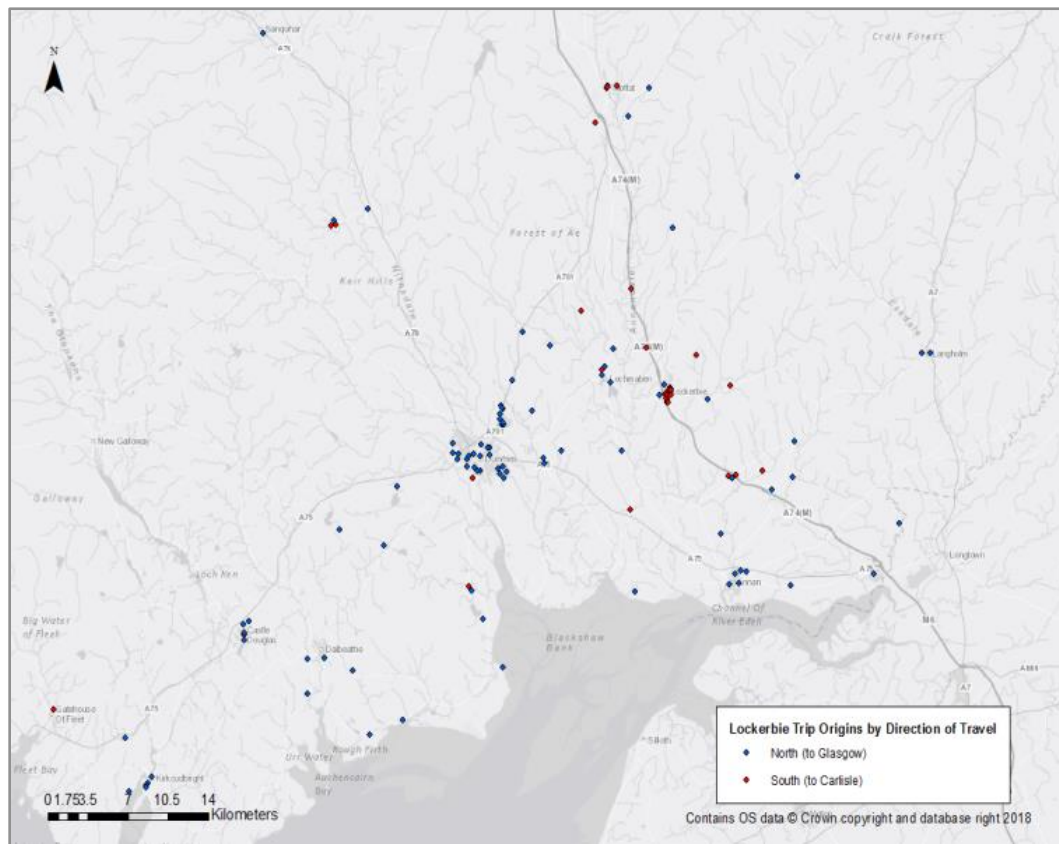 Sanquhar
A76
Craik Forest
N
A74(M)
Forest of Ae
A701
Keir Hills
Nithsdale
Annandale
Eskdale
A7
A76
A74(M)
Langholm
Lochmaben
Lockerbie
New Galloway
A701
Dumfries
A75
Galloway
A75
A74(M)
Longtown
Loch Ken
A75
Annan
Channel Of
River Eden
Big Water
of Fleet
Castle
Douglas
Blackshaw
Bank
M6
Dalbeattie
A7
Gatehouse
Of Fleet
A75
Silloth
Urr Water
Rough Firth
Fleet Bay
Kirkcudbright
Auchencairn
Bay
Lockerbie Trip Origins by Direction of Travel
North (to Glasgow)
South (to Carlisle)
0 1.75 3.5 7 10.5 14
Kilometers
Contains OS data © Crown copyright and database right 2018